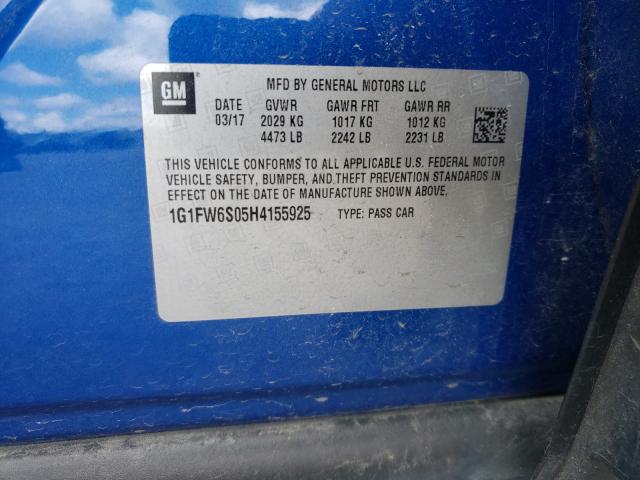 GM
MFD BY GENERAL MOTORS LLC
DATE GVWR GAWR FRT GAWR RR
03/17 2029 KG 1017 KG 1012 KG
4473 LB 2242 LB 2231 LB
THIS VEHICLE CONFORMS TO ALL APPLICABLE U.S. FEDERAL MOTOR
VEHICLE SAFETY, BUMPER, AND THEFT PREVENTION STANDARDS IN
EFFECT ON THE DATE OF MANUFACTURE SHOWN ABOVE.
1G1FW6S05H4155925 TYPE: PASS CAR